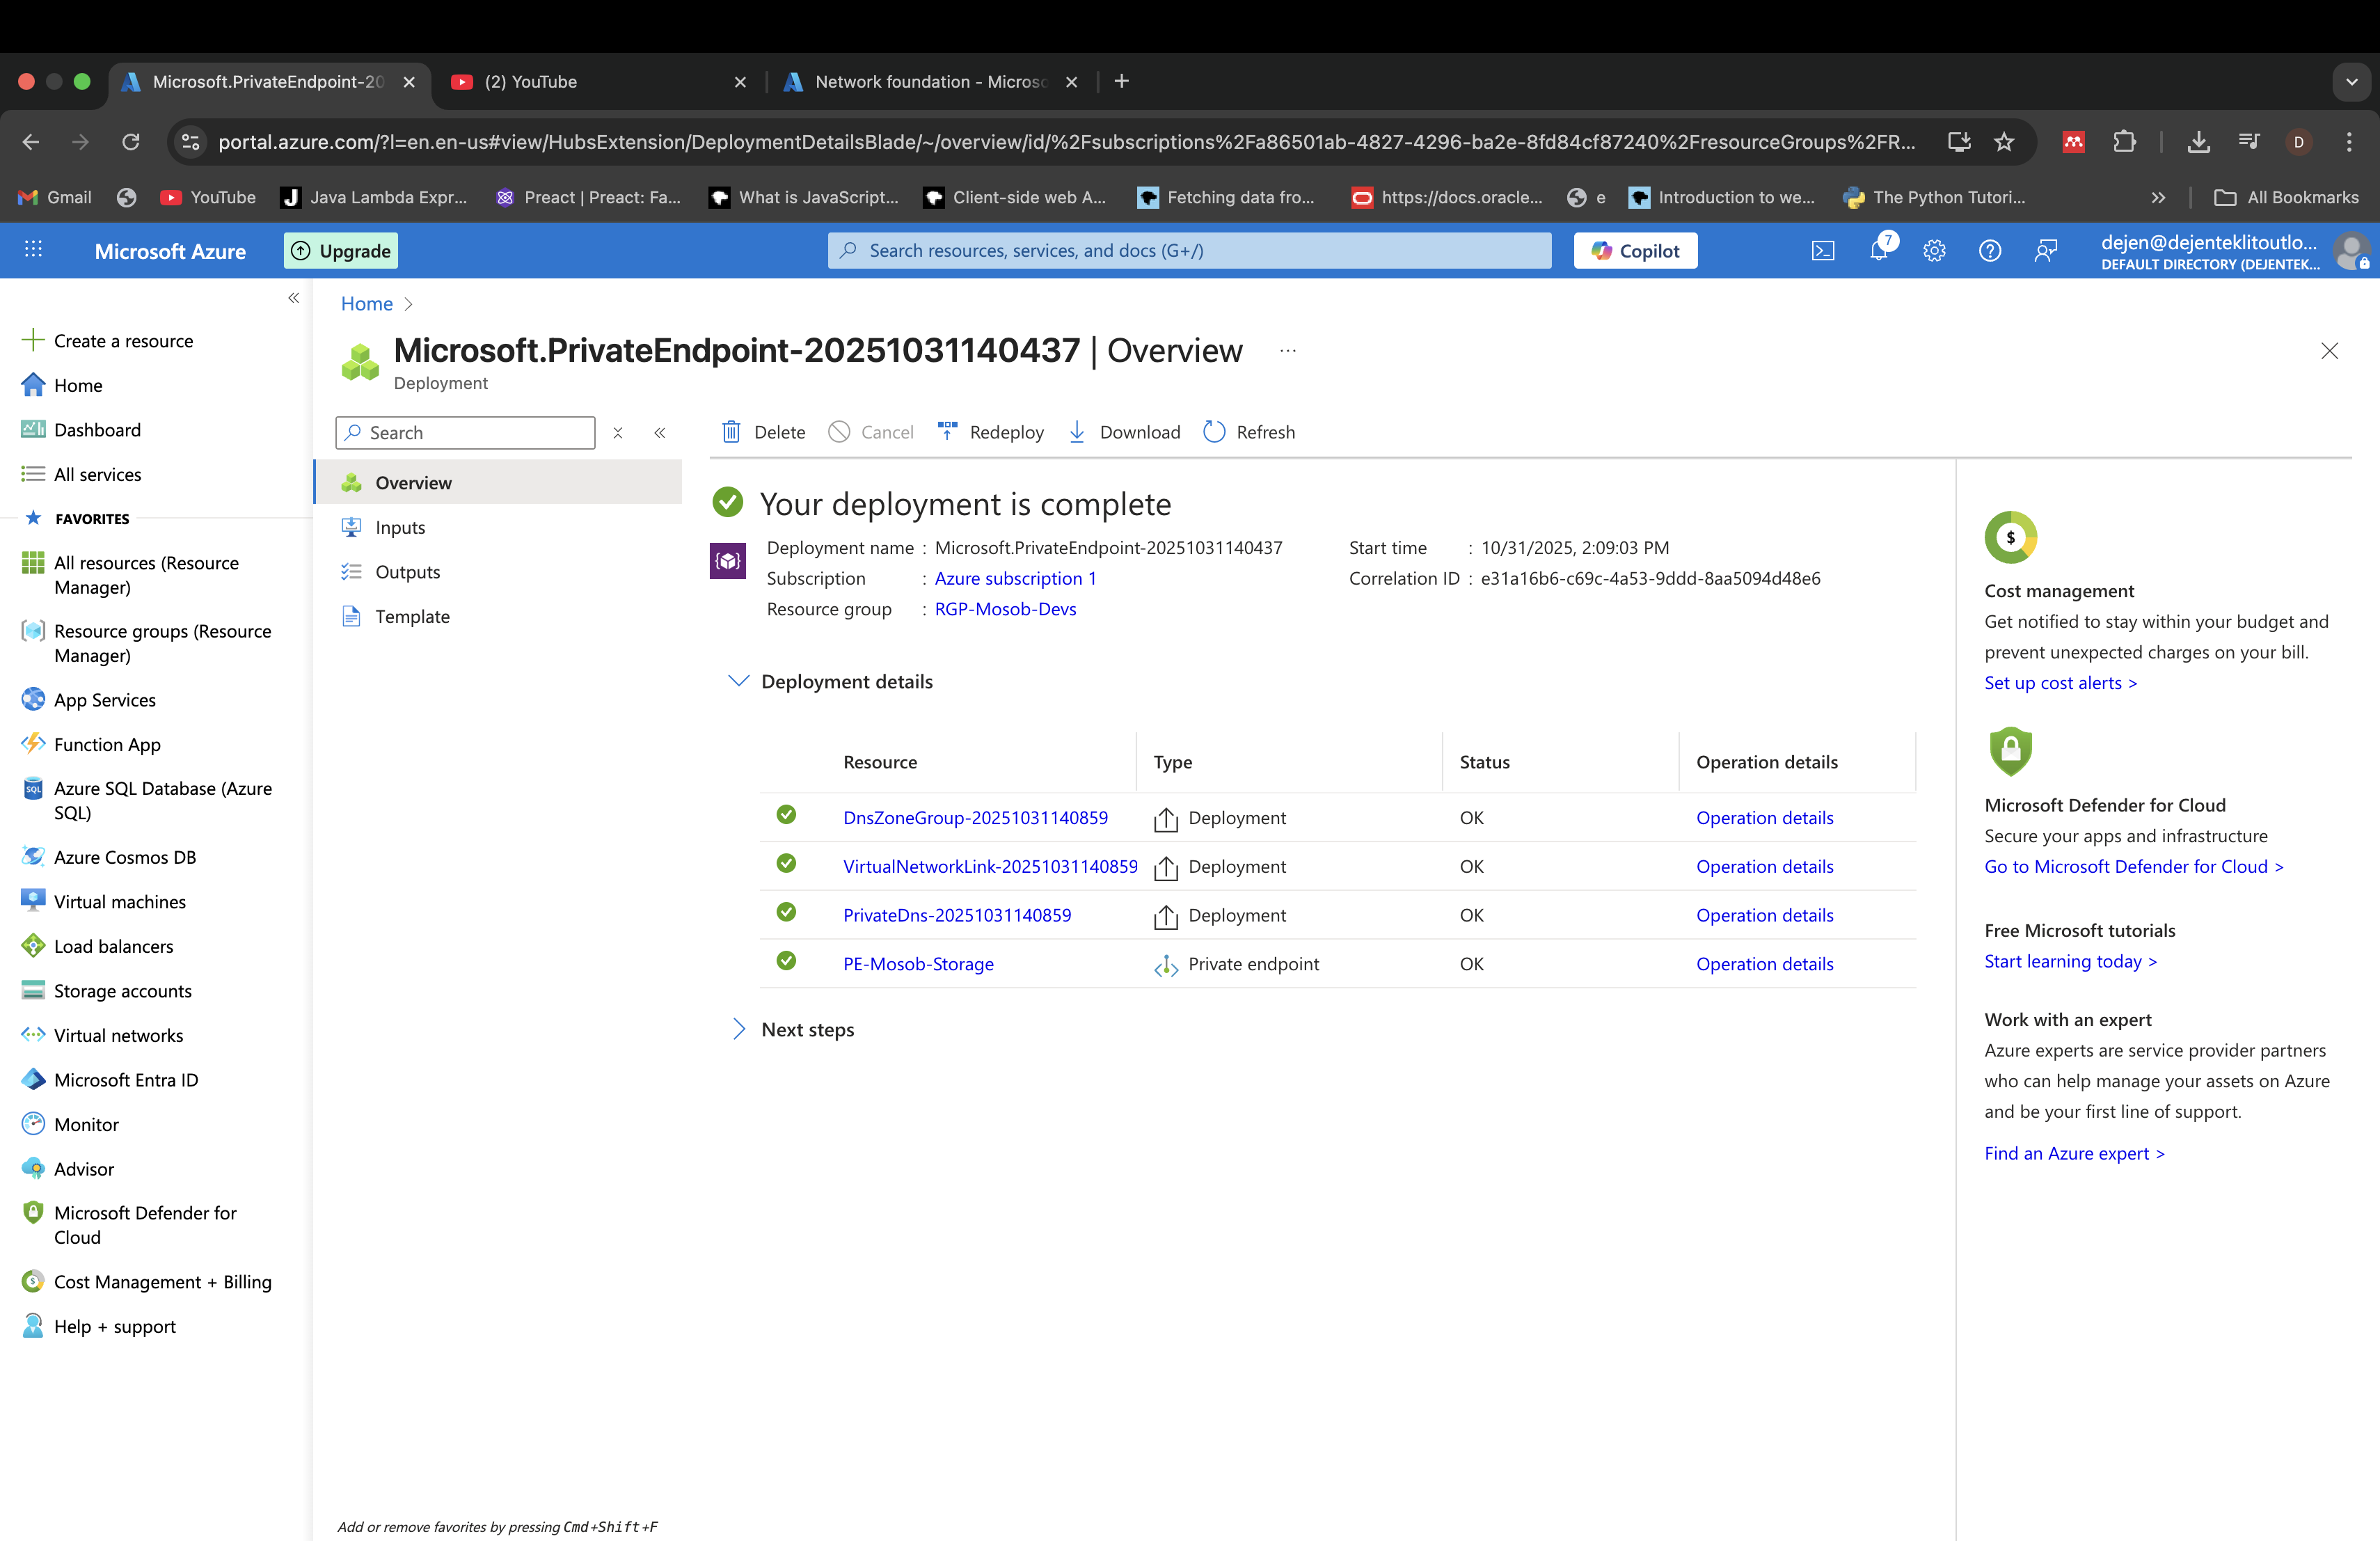 Microsoft.PrivateEndpoint-20
(2) YouTube
Network foundation - Microso
portal.azure.com/?l=en.en-us#view/HubsExtension/DeploymentDetailsBlade/~/overview/id/%2Fsubscriptions%2Fa86501ab-4827-4296-ba2e-8fd84cf87240%2FresourceGroups%2FR...
D
Gmail
YouTube
Java Lambda Expr...
Preact | Preact: Fa...
What is JavaScript...
Client-side web A...
Fetching data fro...
https://docs.oracle...
e
Introduction to we...
The Python Tutori...
All Bookmarks
Microsoft Azure
Upgrade
Search resources, services, and docs (G+/)
Copilot
7
dejen@dejenteklitoutlo...
DEFAULT DIRECTORY (DEJENTEK...
Create a resource
Home
Dashboard
All services
FAVORITES
All resources (Resource
Manager)
Resource groups (Resource
Manager)
App Services
Function App
Azure SQL Database (Azure
SQL)
Azure Cosmos DB
Virtual machines
Load balancers
Storage accounts
Virtual networks
Microsoft Entra ID
Monitor
Advisor
Microsoft Defender for
Cloud
Cost Management + Billing
Help + support
Home
Microsoft.PrivateEndpoint-20251031140437 | Overview
Deployment
Search
Overview
Inputs
Outputs
Template
Add or remove favorites by pressing Cmd+Shift+F
Delete
Cancel
Redeploy
Download
Refresh
Your deployment is complete
Deployment name : Microsoft.PrivateEndpoint-20251031140437
Subscription : Azure subscription 1
Resource group : RGP-Mosob-Devs
Start time : 10/31/2025, 2:09:03 PM
Correlation ID : e31a16b6-c69c-4a53-9ddd-8aa5094d48e6
Deployment details
Resource Type Status Operation details
DnsZoneGroup-20251031140859 Deployment OK Operation details
VirtualNetworkLink-20251031140859 Deployment OK Operation details
PrivateDns-20251031140859 Deployment OK Operation details
PE-Mosob-Storage Private endpoint OK Operation details
Next steps
Cost management
Get notified to stay within your budget and
prevent unexpected charges on your bill.
Set up cost alerts >
Microsoft Defender for Cloud
Secure your apps and infrastructure
Go to Microsoft Defender for Cloud >
Free Microsoft tutorials
Start learning today >
Work with an expert
Azure experts are service provider partners
who can help manage your assets on Azure
and be your first line of support.
Find an Azure expert >